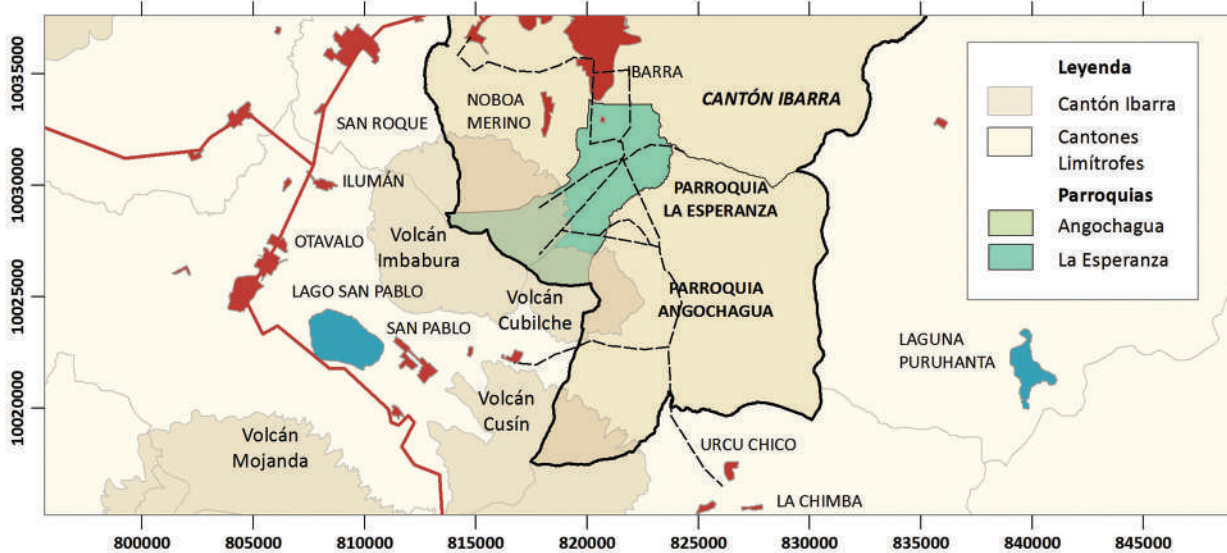 10035000
10030000
10025000
10020000
IBARRA
NOBOA
MERINO
CANTÓN IBARRA
SAN ROQUE
ILUMÁN
PARROQUIA
LA ESPERANZA
OTAVALO
Volcán
Imbabura
LAGO SAN PABLO
Volcán
Cubilche
PARROQUIA
ANGOCHAGUA
SAN PABLO
LAGUNA
PURUHANTA
Volcán
Cusín
Volcán
Mojanda
URCU CHICO
LA CHIMBA
Leyenda
Cantón Ibarra
Cantones
Limítrofes
Parroquias
Angochagua
La Esperanza
800000 805000 810000 815000 820000 825000 830000 835000 840000 845000